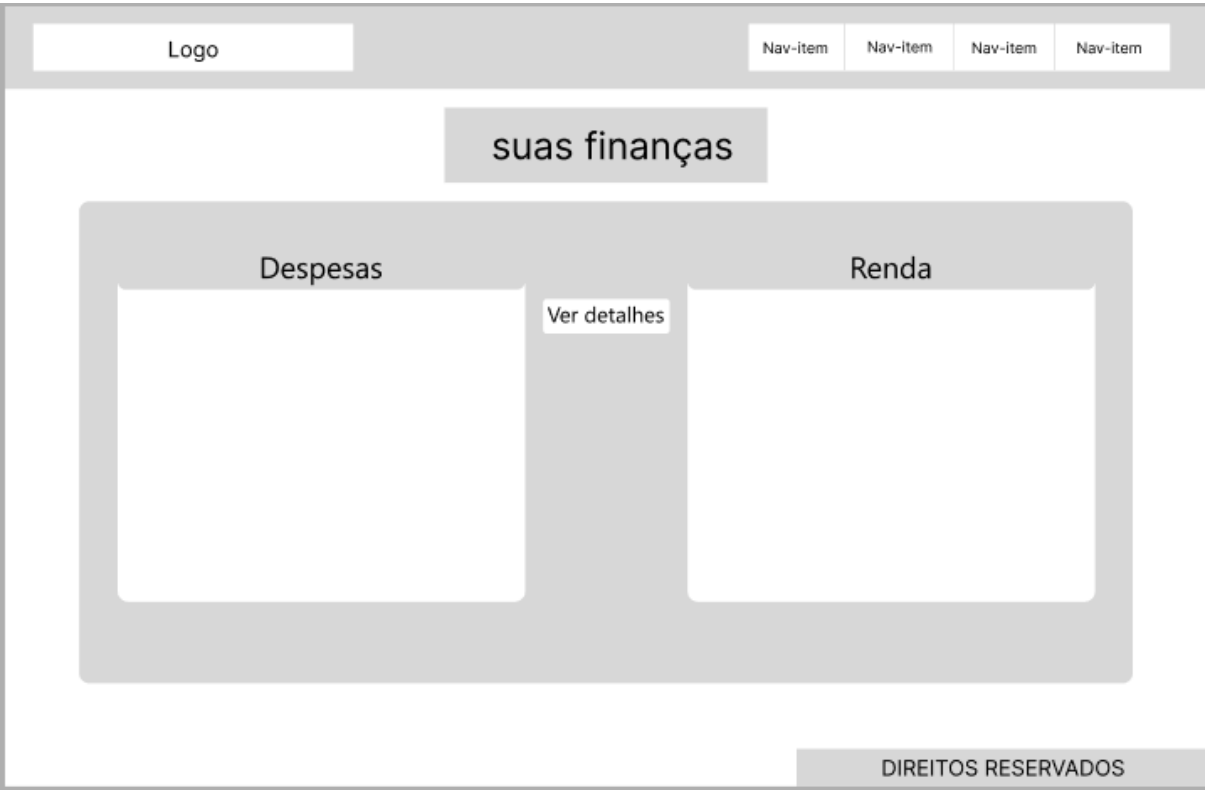 Logo
Nav-item Nav-item Nav-item Nav-item
suas finanças
Despesas
Renda
Ver detalhes
DIREITOS RESERVADOS